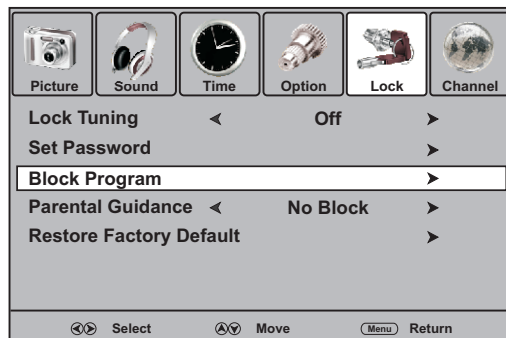 Picture Sound Time Option Lock Channel
Lock Tuning Off
Set Password
Block Program
Parental Guidance No Block
Restore Factory Default
Select Move Menu Return